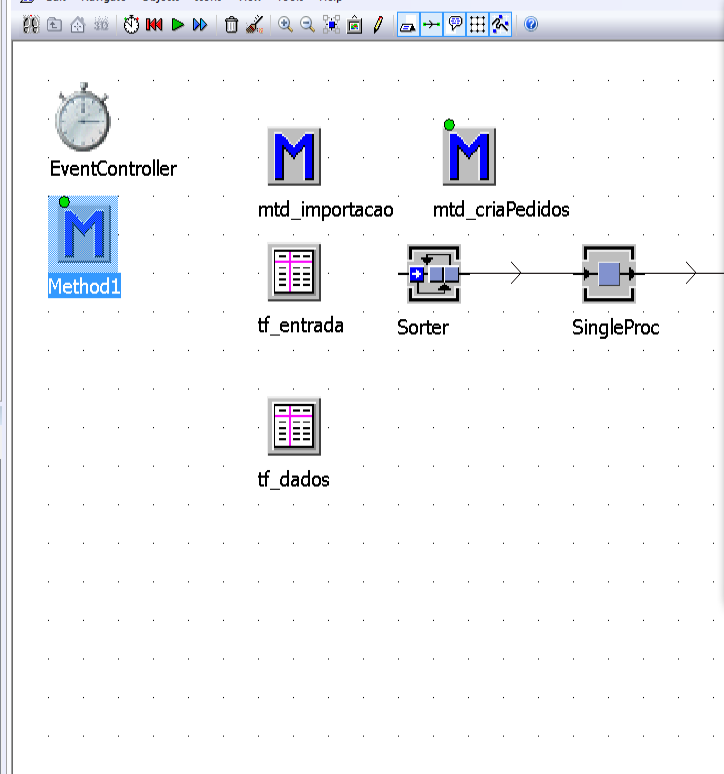 EventController
mtd_importacao
mtd_criaPedidos
Method1
tf_entrada
Sorter
SingleProc
tf_dados